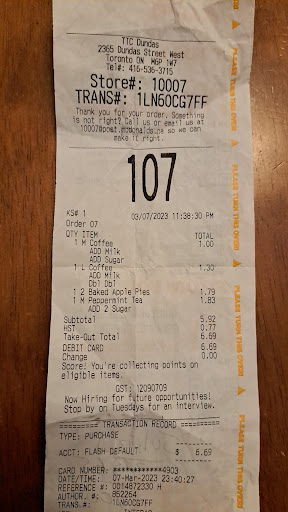 TTC Dundas
2365 Dundas Street West
Toronto ON M6P 1W7
Tel#: 416-536-3715
Store#: 10007
TRANS#: 1LN60CG7FF
Thank you for your order. Something
is not right? Call us or email us at
10007@post.mcdonalds.ca so we can
make it right.
107
KS# 1 03/07/2023 11:38:30 PM
Order 07
QTY ITEM TOTAL
1 M Coffee 1.00
ADD Milk
ADD Sugar
1 L Coffee 1.30
ADD Milk
Dbl Dbl
1 2 Baked Apple Pies 1.79
1 M Peppermint Tea 1.83
ADD 2 Sugar
Subtotal 5.92
HST 0.77
Take-Out Total 6.69
DEBIT CARD 6.69
Change 0.00
Score! You're collecting points on
eligible items.
GST: 12090709
Now Hiring for future opportunities!
Stop by on Tuesdays for an interview.
TRANSACTION RECORD
TYPE: PURCHASE
ACCT: FLASH DEFAULT $ 6.69
CARD NUMBER: ************4903
DATE/TIME: 07-Mar-2023 23:40:27
REFERENCE #: 0014872330 H
AUTHOR. #: 852264
TRANS.#: 1LN60CG7FF
PLEASE TURN THIS OVER!
PLEASE TURN THIS OVER!
PLEASE TURN THIS OVER!
PLEASE TURN THIS OVER!
PLEASE TURN THIS OVER!